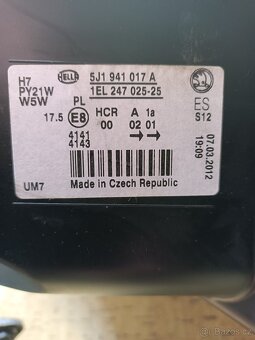 H7
PY21W
W5W
HELLA
5J1 941 017 A
1EL 247 025-25
PL
17.5
E8
HCR A 1a
00 02 01
4141
4143
ES
S12
07.03.2012
19:09
UM7
Made in Czech Republic